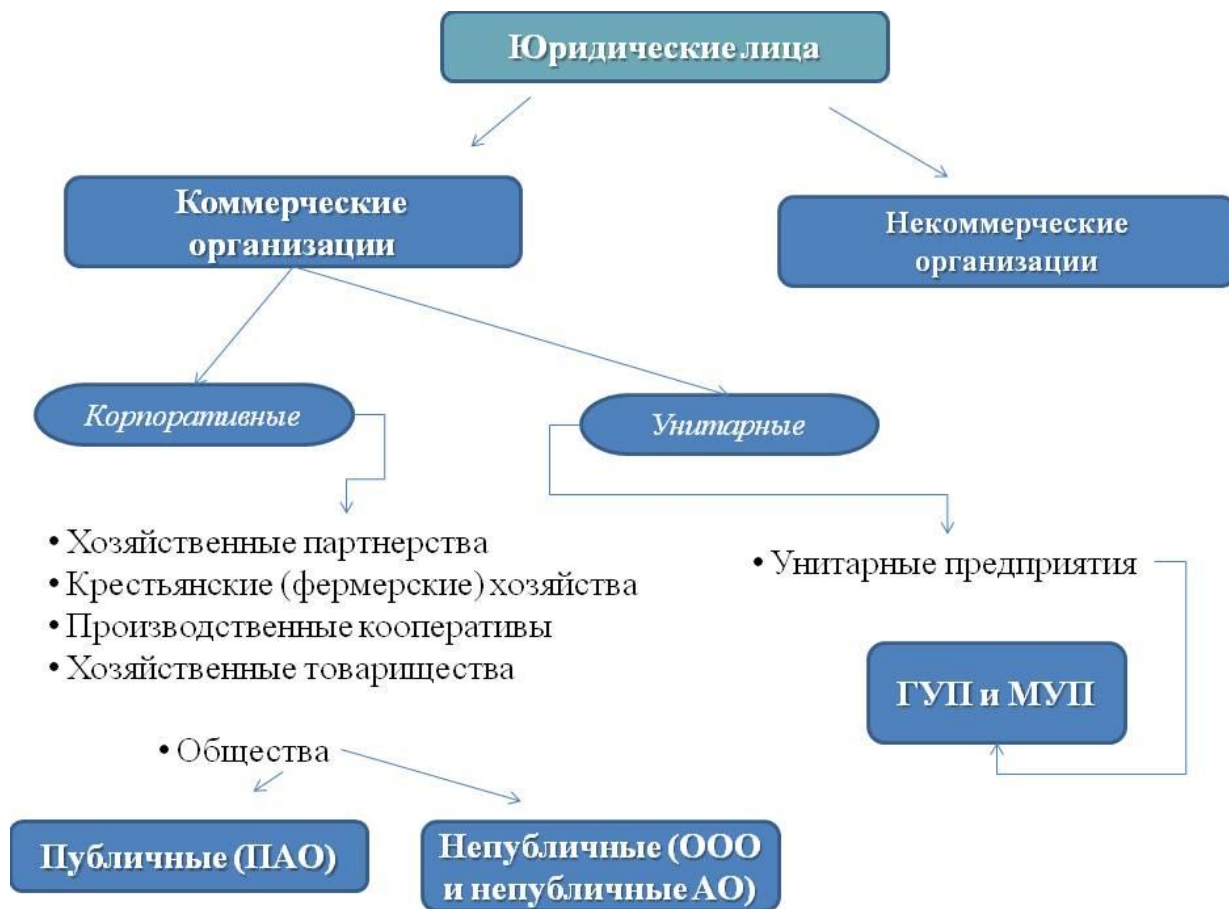 Юридические лица
Коммерческие
организации
Некоммерческие
организации
Корпоративные
Унитарные
• Хозяйственные партнерства
• Крестьянские (фермерские) хозяйства
• Производственные кооперативы
• Хозяйственные товарищества
• Унитарные предприятия
ГУП и МУП
• Общества
Публичные (ПАО)
Непубличные (ООО
и непубличные АО)